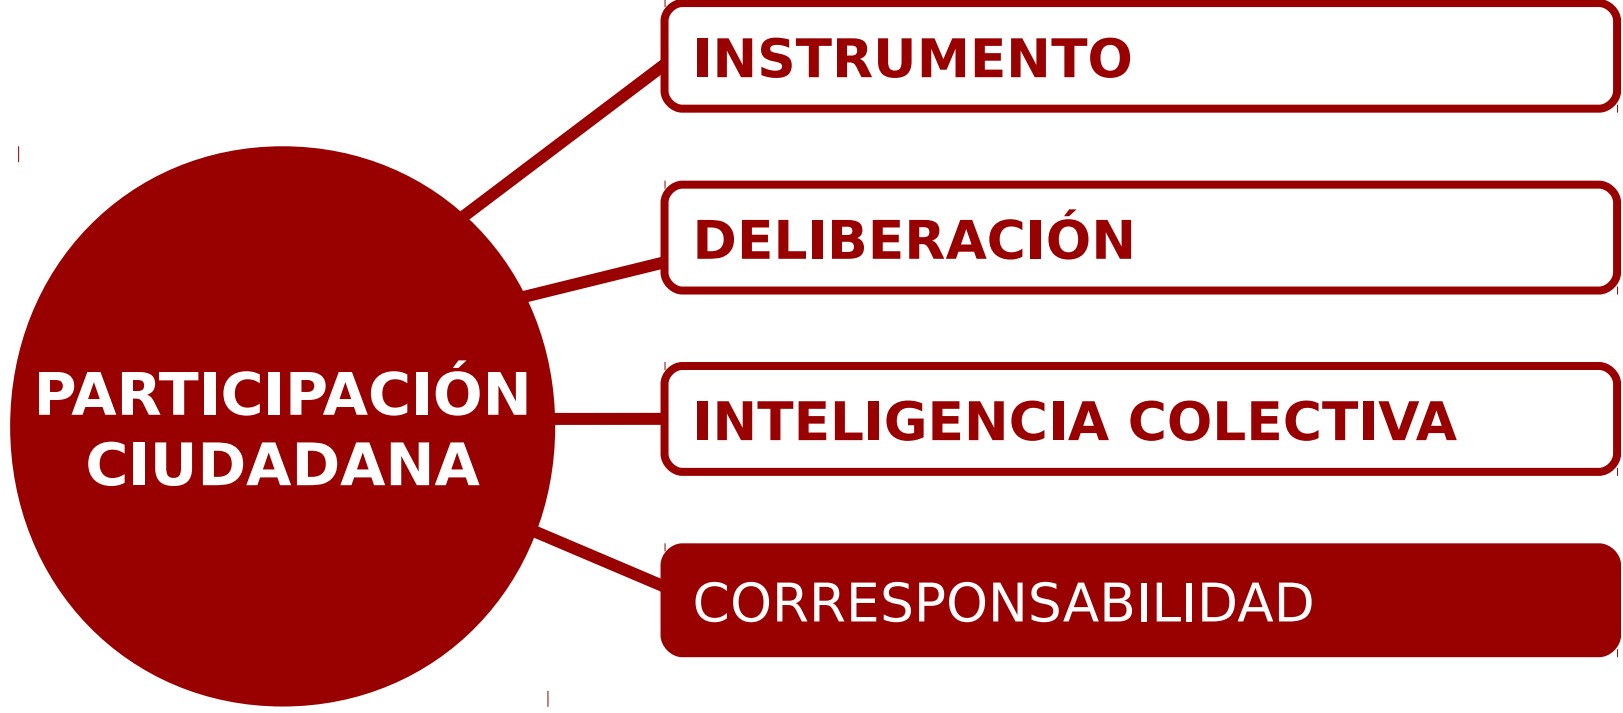 INSTRUMENTO
DELIBERACIÓN
PARTICIPACIÓN
CIUDADANA
INTELIGENCIA COLECTIVA
CORRESPONSABILIDAD